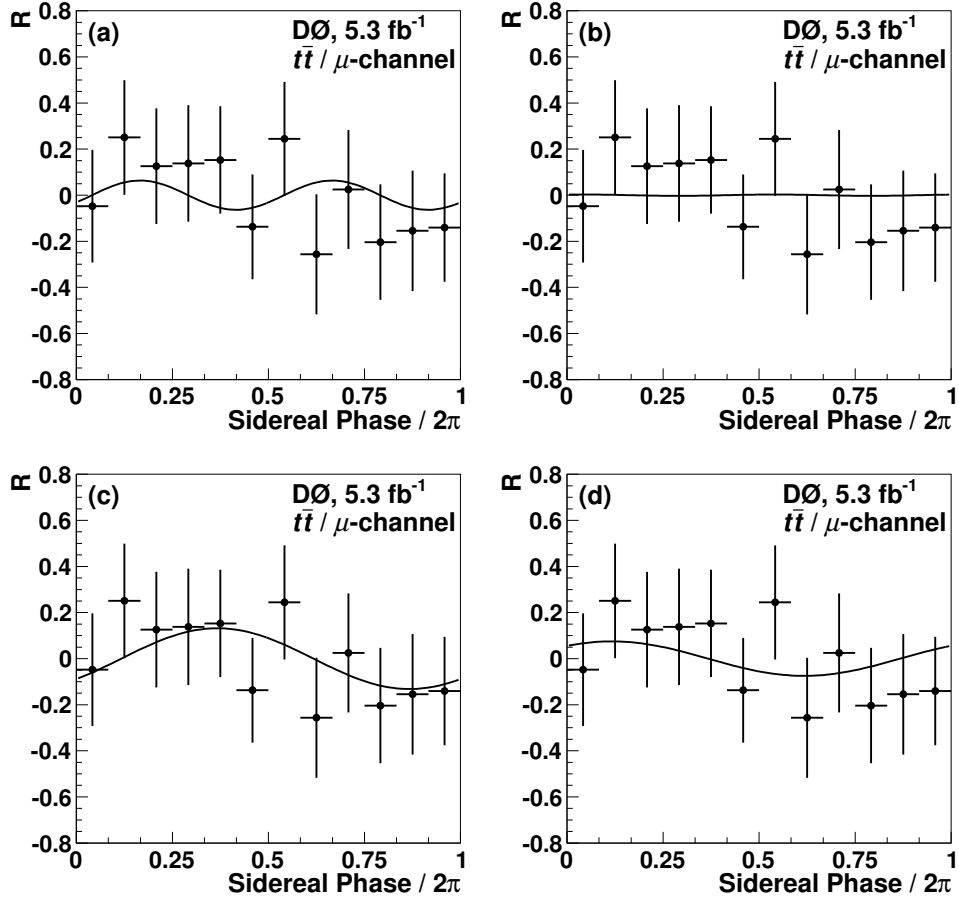 R
0.8
(a)
DØ, 5.3 fb⁻¹
tt̄ / μ-channel
0.6
0.4
0.2
0
-0.2
-0.4
-0.6
-0.8
0 0.25 0.5 0.75 1
Sidereal Phase / 2π
R
0.8
(b)
DØ, 5.3 fb⁻¹
tt̄ / μ-channel
0.6
0.4
0.2
0
-0.2
-0.4
-0.6
-0.8
0 0.25 0.5 0.75 1
Sidereal Phase / 2π
R
0.8
(c)
DØ, 5.3 fb⁻¹
tt̄ / μ-channel
0.6
0.4
0.2
0
-0.2
-0.4
-0.6
-0.8
0 0.25 0.5 0.75 1
Sidereal Phase / 2π
R
0.8
(d)
DØ, 5.3 fb⁻¹
tt̄ / μ-channel
0.6
0.4
0.2
0
-0.2
-0.4
-0.6
-0.8
0 0.25 0.5 0.75 1
Sidereal Phase / 2π